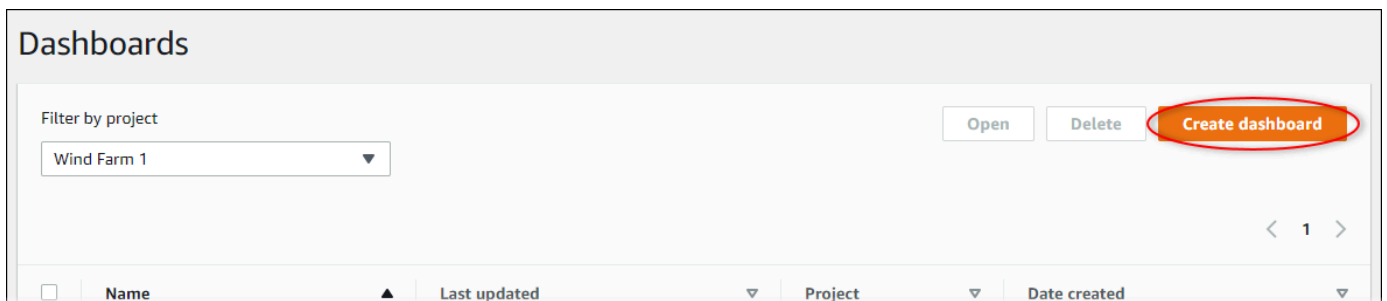 Dashboards
Filter by project
Open Delete Create dashboard
Wind Farm 1
1
Name Last updated Project Date created